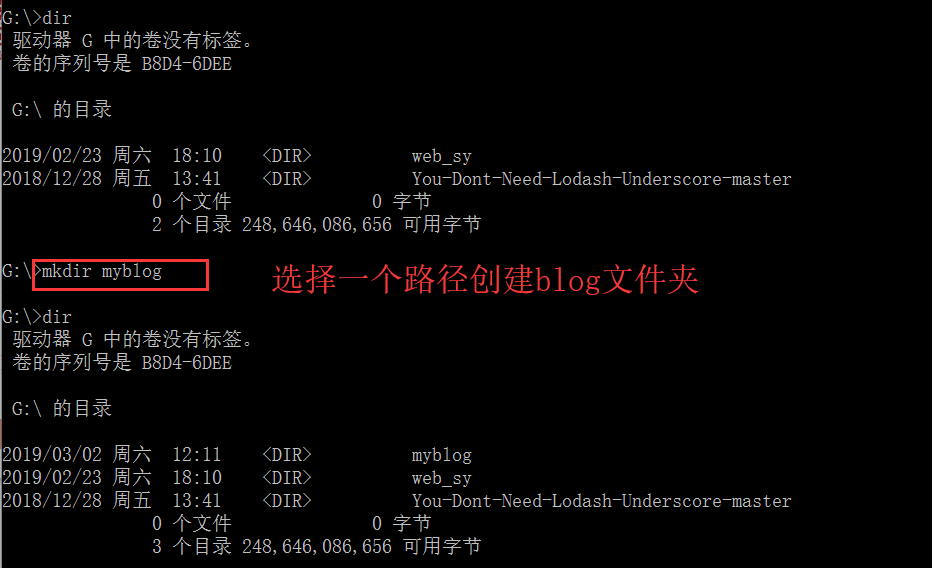 G:\>dir
驱动器 G 中的卷没有标签。
卷的序列号是 B8D4-6DEE
G:\ 的目录
2019/02/23 周六 18:10 <DIR> web_sy
2018/12/28 周五 13:41 <DIR> You-Dont-Need-Lodash-Underscore-master
0 个文件 0 字节
2 个目录 248,646,086,656 可用字节
G:\>mkdir myblog 选择一个路径创建blog文件夹
G:\>dir
驱动器 G 中的卷没有标签。
卷的序列号是 B8D4-6DEE
G:\ 的目录
2019/03/02 周六 12:11 <DIR> myblog
2019/02/23 周六 18:10 <DIR> web_sy
2018/12/28 周五 13:41 <DIR> You-Dont-Need-Lodash-Underscore-master
0 个文件 0 字节
3 个目录 248,646,086,656 可用字节